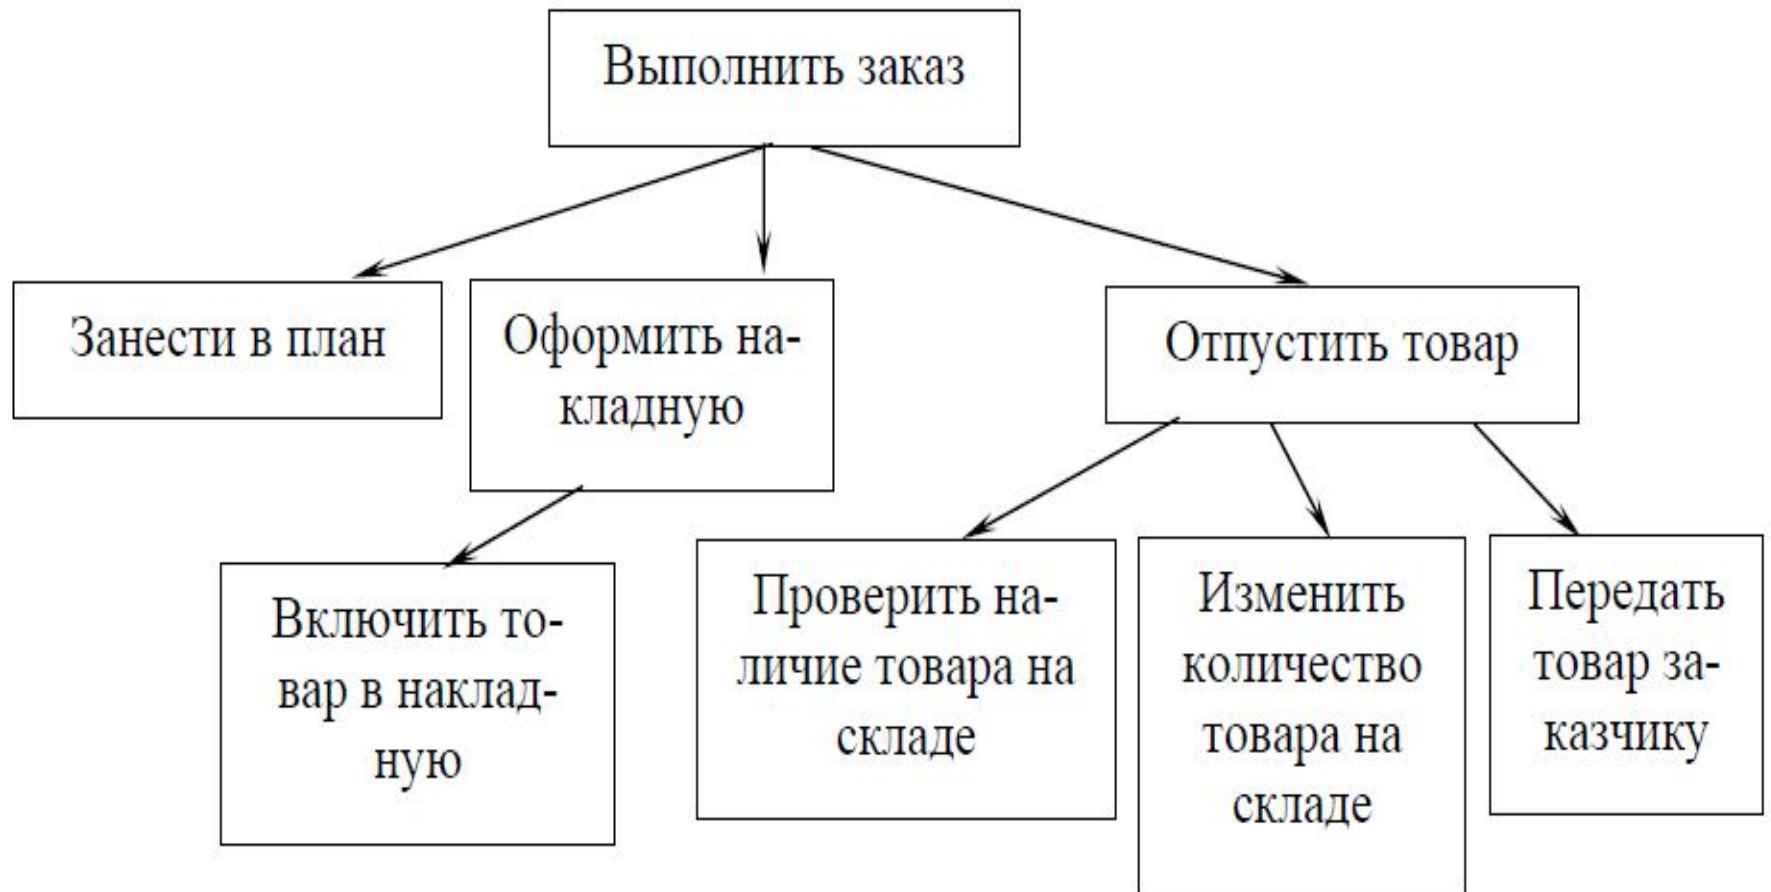 Выполнить заказ
Занести в план
Оформить на-
кладную
Отпустить товар
Включить то-
вар в наклад-
ную
Проверить на-
личие товара на
складе
Изменить
количество
товара на
складе
Передать
товар за-
казчику